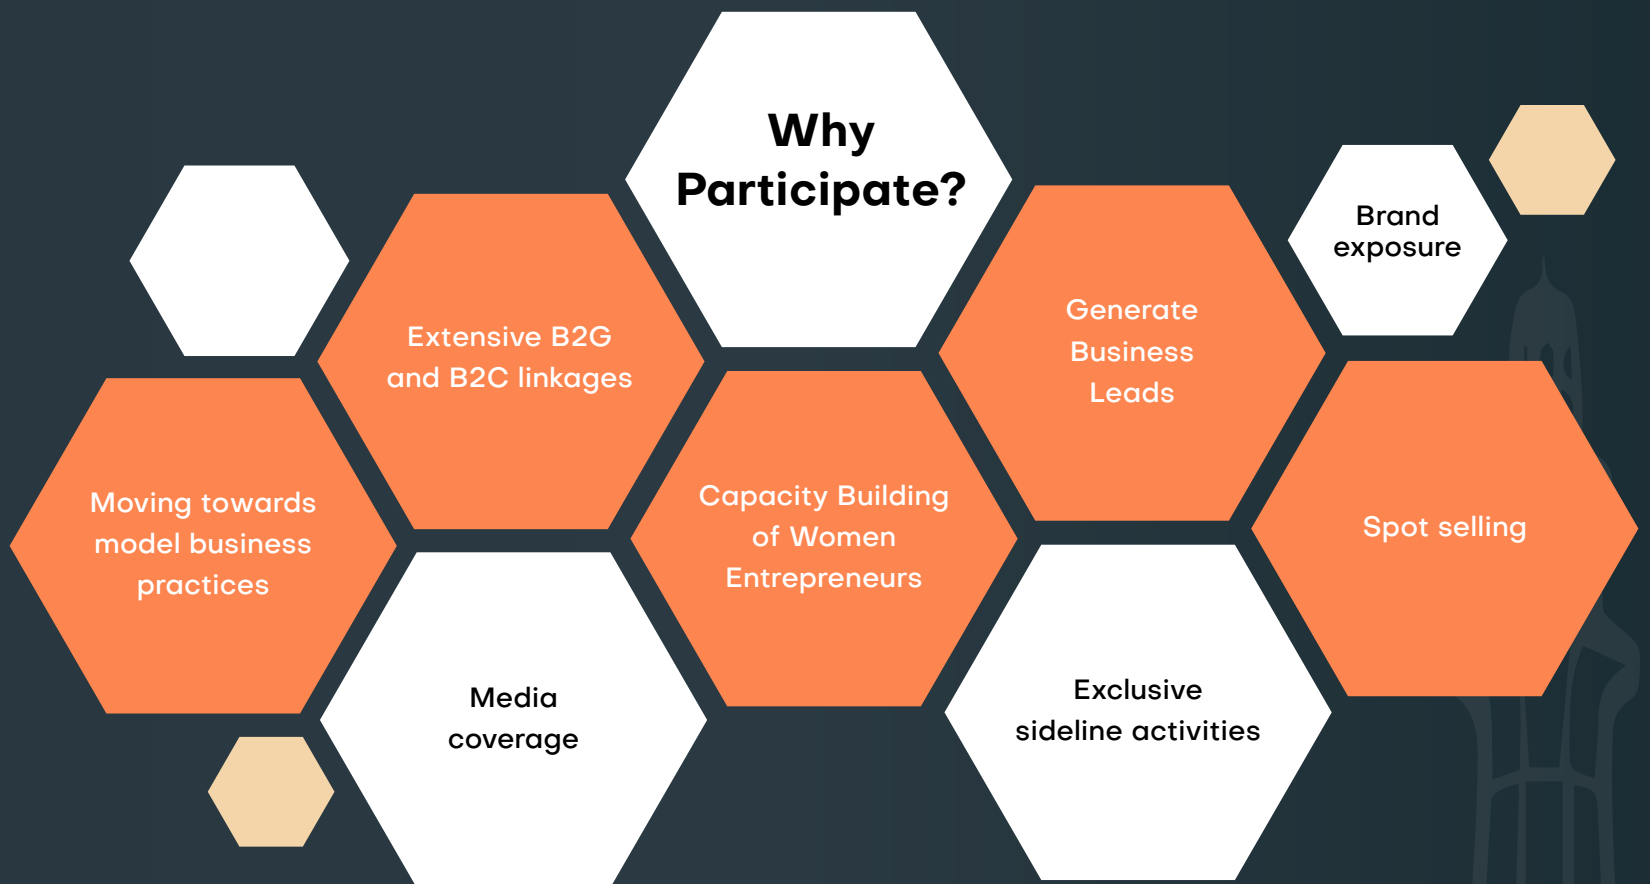 Why
Participate?
Brand
exposure
Extensive B2G
and B2C linkages
Generate
Business
Leads
Moving towards
model business
practices
Capacity Building
of Women
Entrepreneurs
Spot selling
Media
coverage
Exclusive
sideline activities